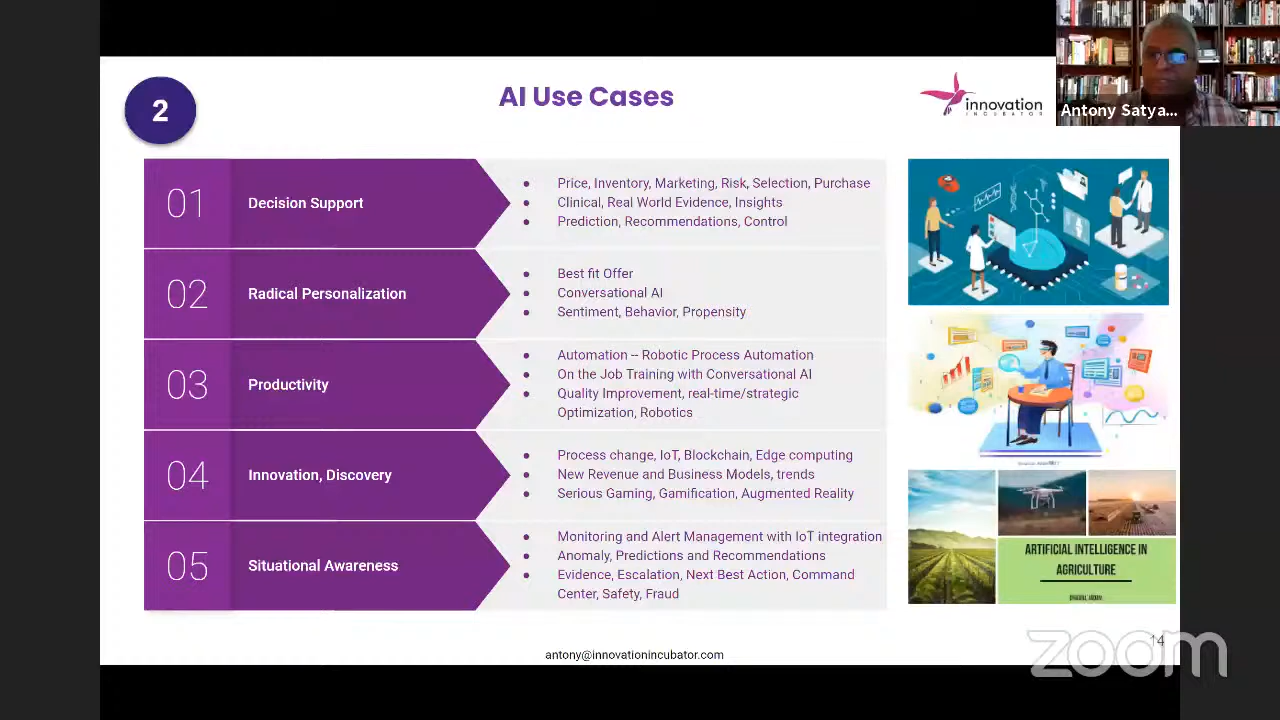 2
AI Use Cases
innovation
INCUBATOR
Antony Satya...
01
Decision Support
Price, Inventory, Marketing, Risk, Selection, Purchase
Clinical, Real World Evidence, Insights
Prediction, Recommendations, Control
02
Radical Personalization
Best fit Offer
Conversational AI
Sentiment, Behavior, Propensity
03
Productivity
Automation – Robotic Process Automation
On the Job Training with Conversational AI
Quality Improvement, real-time/strategic
Optimization, Robotics
04
Innovation, Discovery
Process change, IoT, Blockchain, Edge computing
New Revenue and Business Models, trends
Serious Gaming, Gamification, Augmented Reality
05
Situational Awareness
Monitoring and Alert Management with IoT integration
Anomaly, Predictions and Recommendations
Evidence, Escalation, Next Best Action, Command
Center, Safety, Fraud
ARTIFICIAL INTELLIGENCE IN
AGRICULTURE
14
zoom
antony@innovationincubator.com